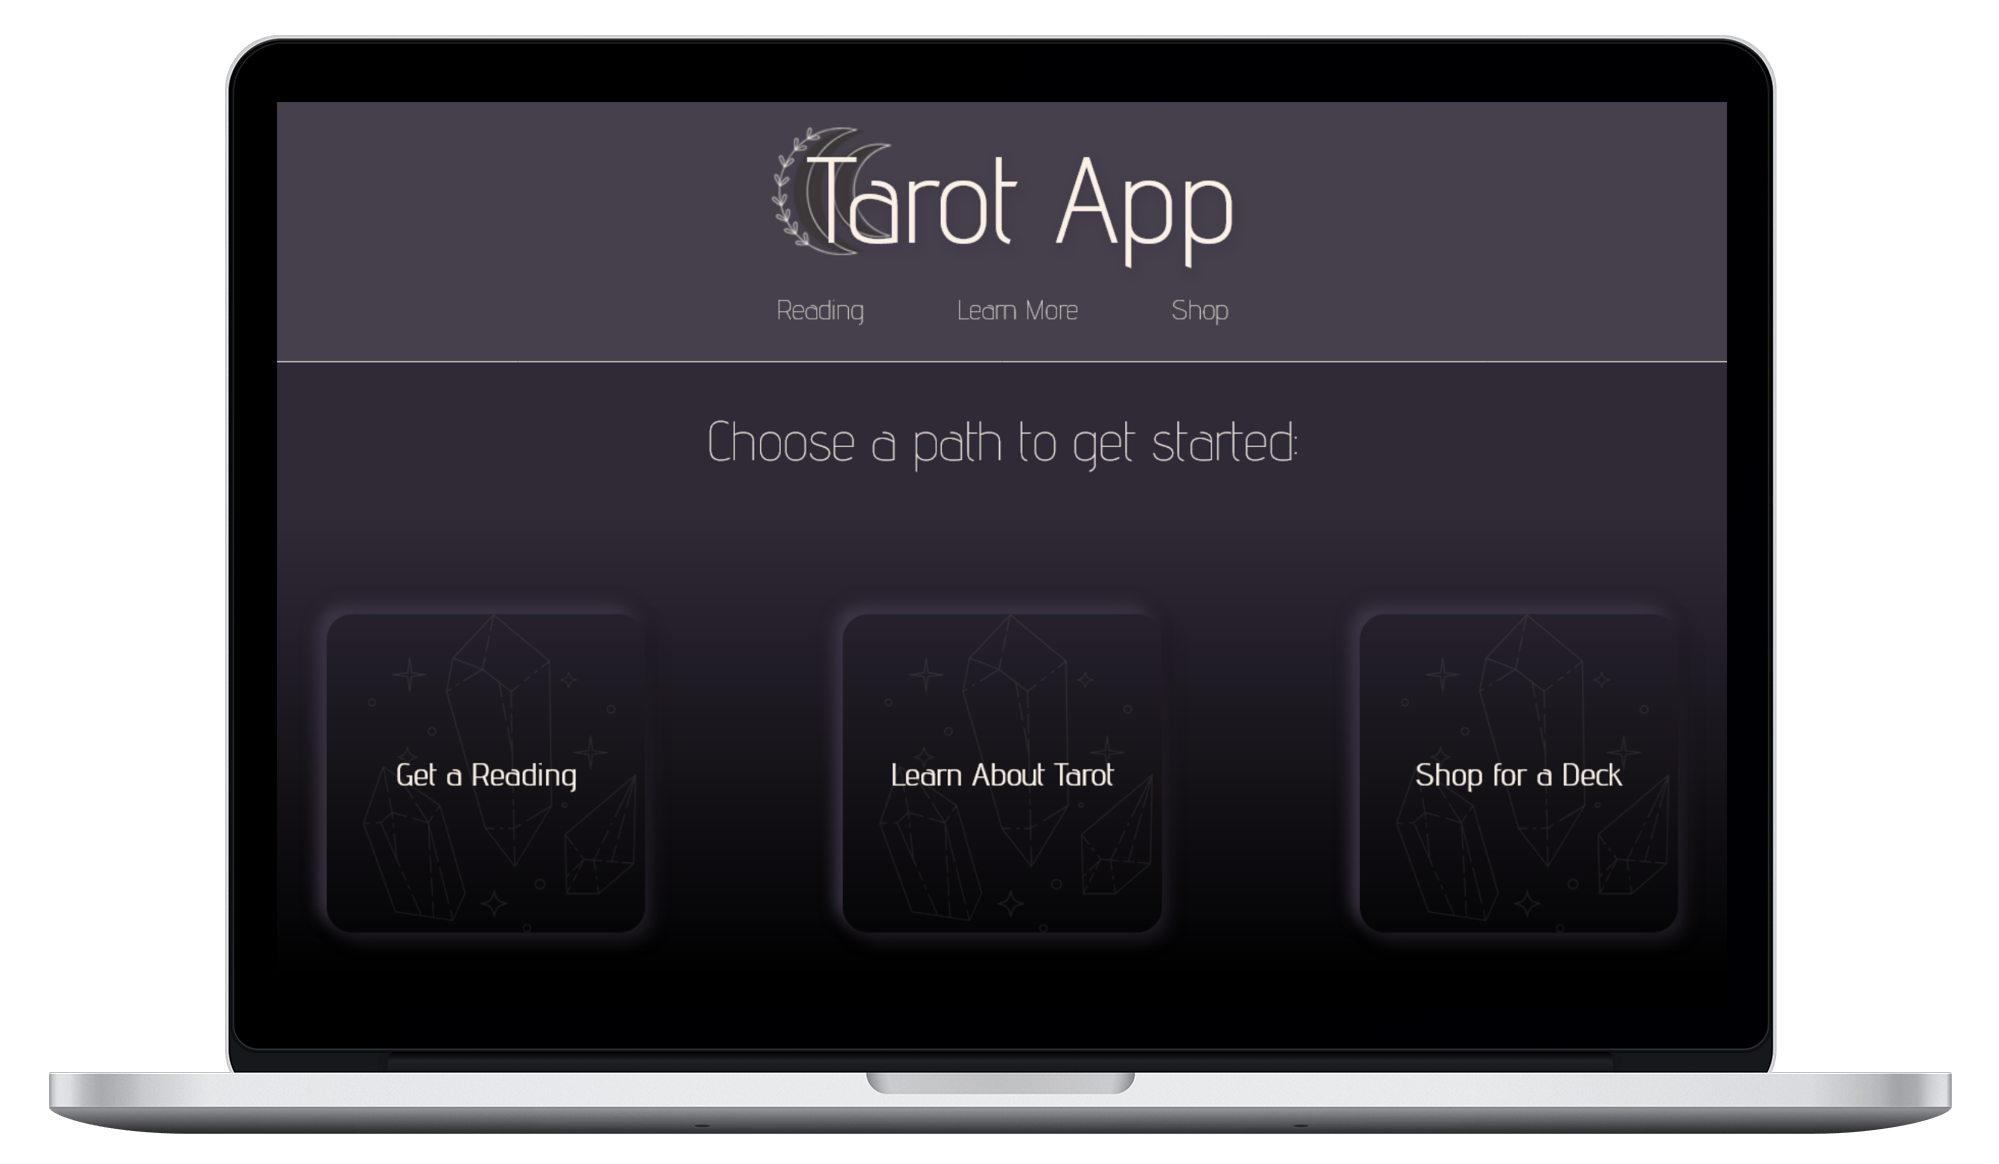 Tarot App
Reading Learn More Shop
Choose a path to get started:
Get a Reading
Learn About Tarot
Shop for a Deck